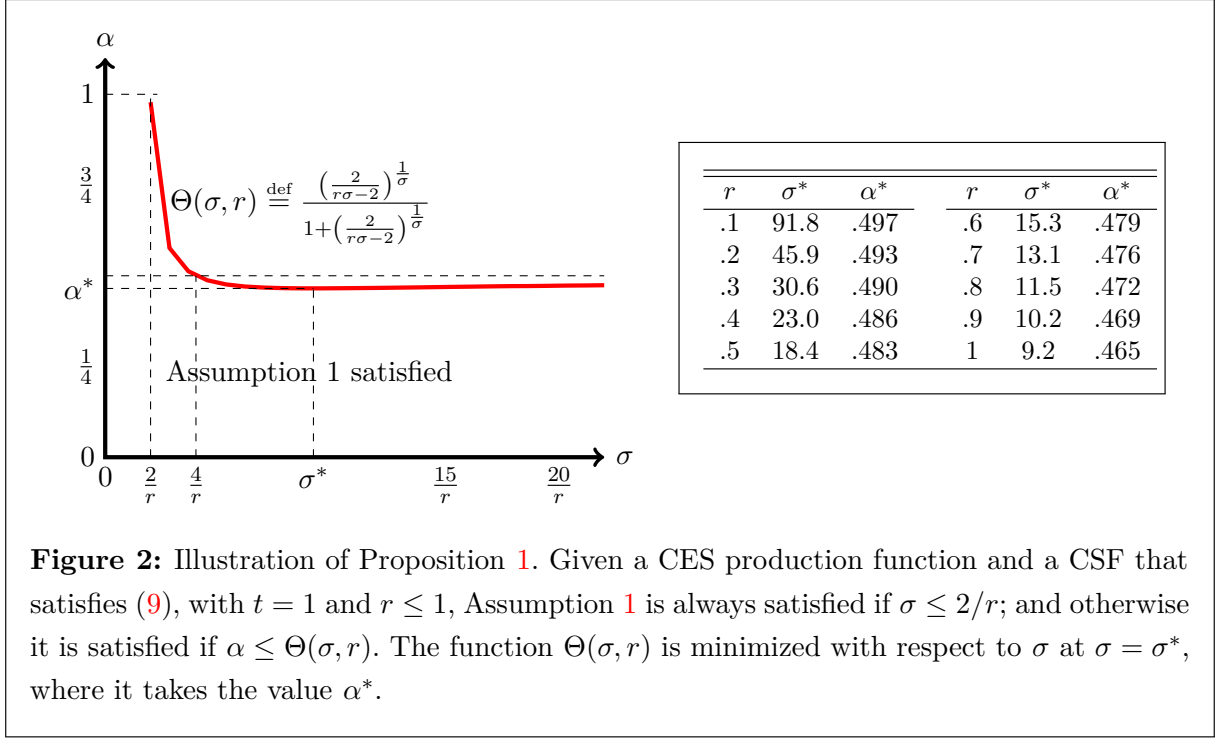 α
1
3/4
Θ(σ, r) def= (2/(rσ−2))^(1/σ) / (1+(2/(rσ−2))^(1/σ))
α*
1/4
Assumption 1 satisfied
0
0 2/r 4/r σ* 15/r 20/r σ
r σ* α* r σ* α*
.1 91.8 .497 .6 15.3 .479
.2 45.9 .493 .7 13.1 .476
.3 30.6 .490 .8 11.5 .472
.4 23.0 .486 .9 10.2 .469
.5 18.4 .483 1 9.2 .465
Figure 2: Illustration of Proposition 1. Given a CES production function and a CSF that
satisfies (9), with t = 1 and r ≤ 1, Assumption 1 is always satisfied if σ ≤ 2/r; and otherwise
it is satisfied if α ≤ Θ(σ, r). The function Θ(σ, r) is minimized with respect to σ at σ = σ*,
where it takes the value α*.